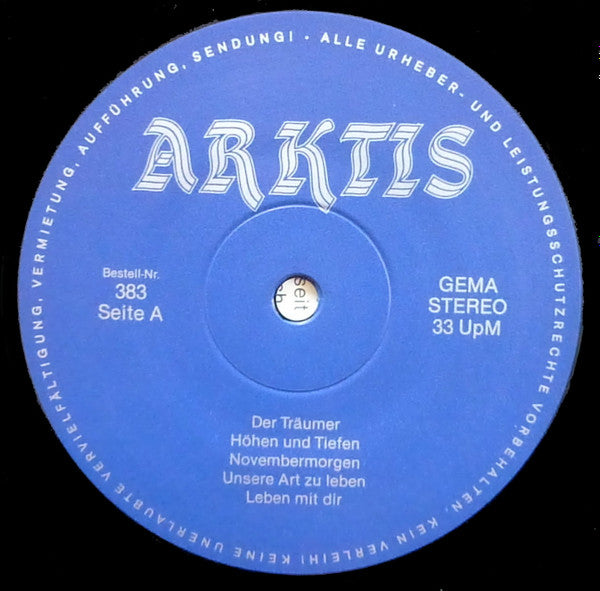 ALLE URHEBER- UND LEISTUNGSSCHUTZRECHTE VORBEHALTEN, KEIN VERLEIH! KEINE UNERLAUBTE VERVIELFÄLTIGUNG, VERMIETUNG, AUFFÜHRUNG, SENDUNG! •
ARKTIS
Bestell-Nr.
383
Seite A
GEMA
STEREO
33 UpM
seit
Der Träumer
Höhen und Tiefen
Novembermorgen
Unsere Art zu leben
Leben mit dir